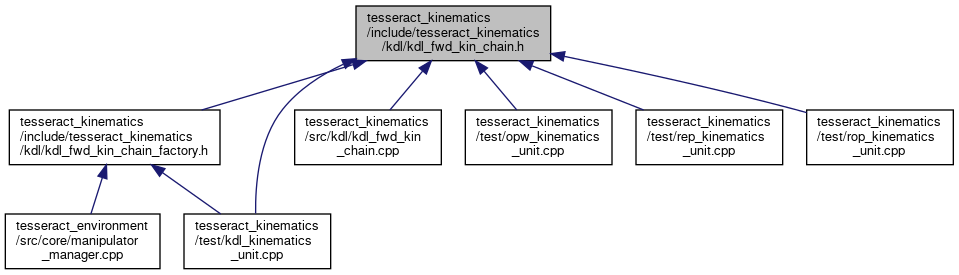 tesseract_kinematics
/include/tesseract_kinematics
/kdl/kdl_fwd_kin_chain.h
tesseract_kinematics
/include/tesseract_kinematics
/kdl/kdl_fwd_kin_chain_factory.h
tesseract_kinematics
/src/kdl/kdl_fwd_kin
_chain.cpp
tesseract_kinematics
/test/opw_kinematics
_unit.cpp
tesseract_kinematics
/test/rep_kinematics
_unit.cpp
tesseract_kinematics
/test/rop_kinematics
_unit.cpp
tesseract_environment
/src/core/manipulator
_manager.cpp
tesseract_kinematics
/test/kdl_kinematics
_unit.cpp